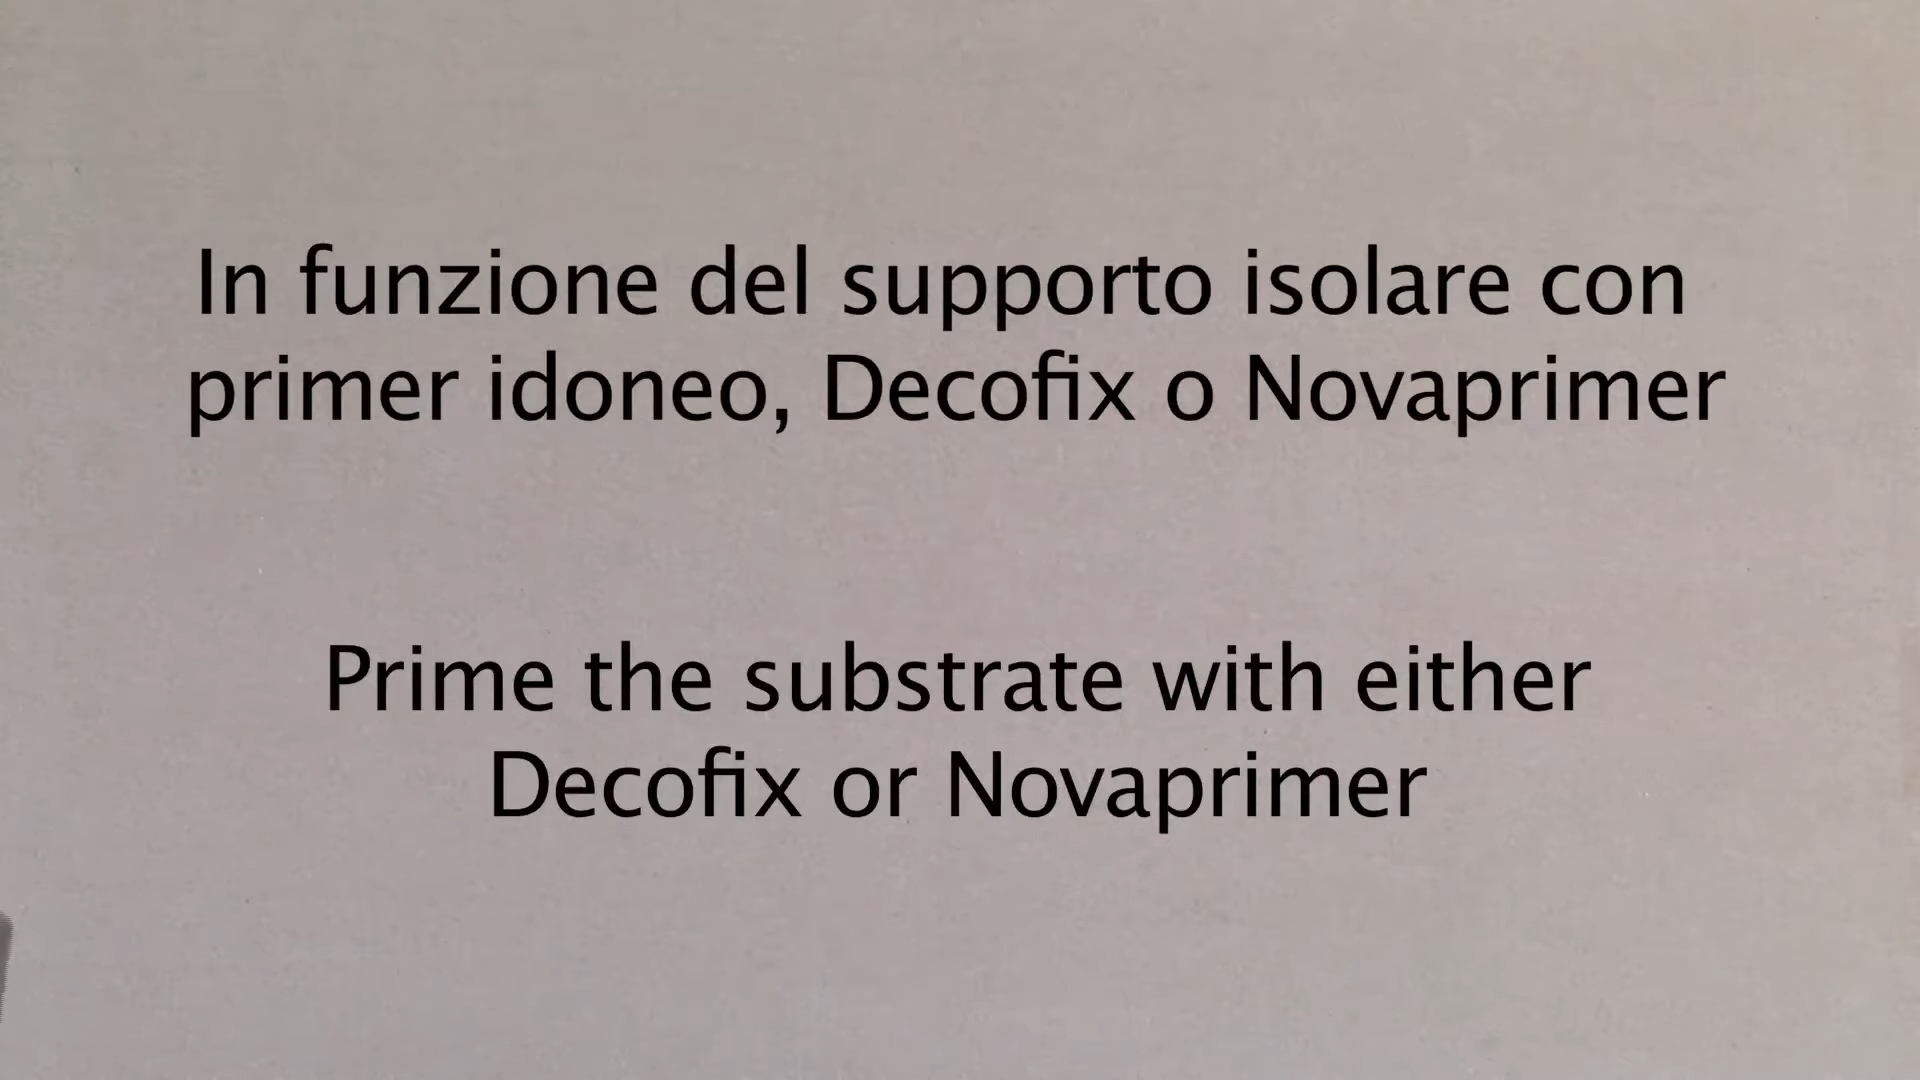 In funzione del supporto isolare con
primer idoneo, Decofix o Novaprimer
Prime the substrate with either
Decofix or Novaprimer